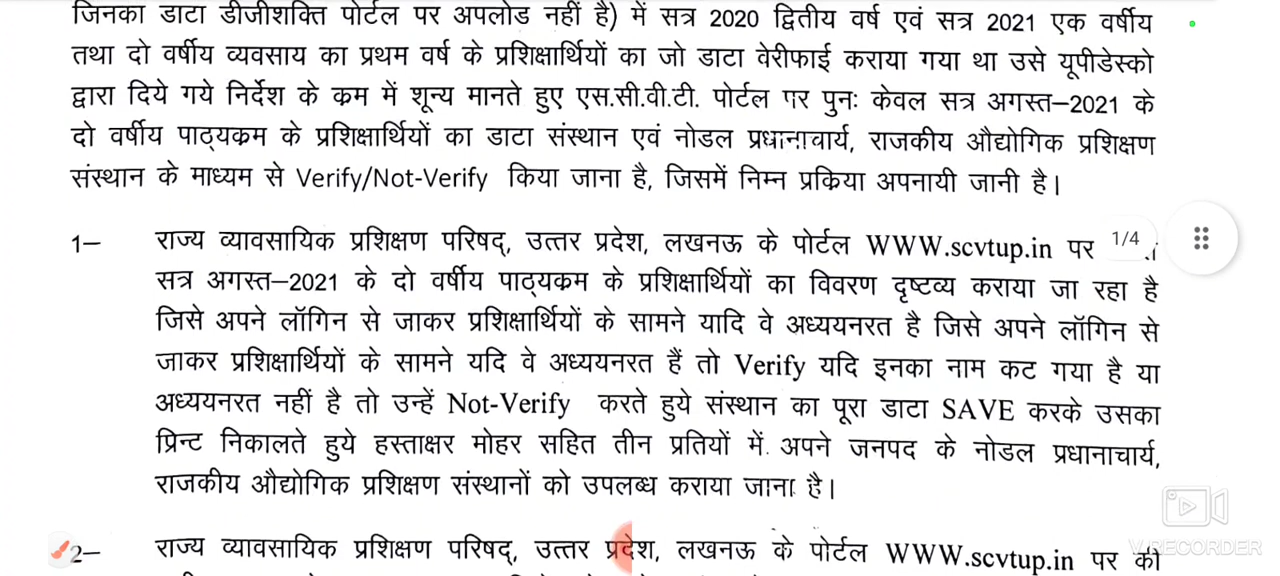 जिनका डाटा डीजीशक्ति पोर्टल पर अपलोड नहीं है) में सत्र 2020 द्वितीय वर्ष एवं सत्र 2021 एक वर्षीय
तथा दो वर्षीय व्यवसाय का प्रथम वर्ष के प्रशिक्षार्थियों का जो डाटा वेरीफाई कराया गया था उसे यूपीडेस्को
द्वारा दिये गये निर्देश के क्रम में शून्य मानते हुए एस.सी.वी.टी. पोर्टल पर पुनः केवल सत्र अगस्त–2021 के
दो वर्षीय पाठ्यक्रम के प्रशिक्षार्थियों का डाटा संस्थान एवं नोडल प्रधानाचार्य, राजकीय औद्योगिक प्रशिक्षण
संस्थान के माध्यम से Verify/Not-Verify किया जाना है, जिसमें निम्न प्रक्रिया अपनायी जानी है।
1– राज्य व्यावसायिक प्रशिक्षण परिषद्, उत्तर प्रदेश, लखनऊ के पोर्टल WWW.scvtup.in पर 1/4
सत्र अगस्त–2021 के दो वर्षीय पाठ्यक्रम के प्रशिक्षार्थियों का विवरण दृष्टव्य कराया जा रहा है
जिसे अपने लॉगिन से जाकर प्रशिक्षार्थियों के सामने यादि वे अध्ययनरत है जिसे अपने लॉगिन से
जाकर प्रशिक्षार्थियों के सामने यदि वे अध्ययनरत हैं तो Verify यदि इनका नाम कट गया है या
अध्ययनरत नहीं है तो उन्हें Not-Verify करते हुये संस्थान का पूरा डाटा SAVE करके उसका
प्रिन्ट निकालते हुये हस्ताक्षर मोहर सहित तीन प्रतियों में अपने जनपद के नोडल प्रधानाचार्य,
राजकीय औद्योगिक प्रशिक्षण संस्थानों को उपलब्ध कराया जाना है।
2– राज्य व्यावसायिक प्रशिक्षण परिषद्, उत्तर प्रदेश, लखनऊ के पोर्टल WWW.scvtup.in पर की
V RECORDER